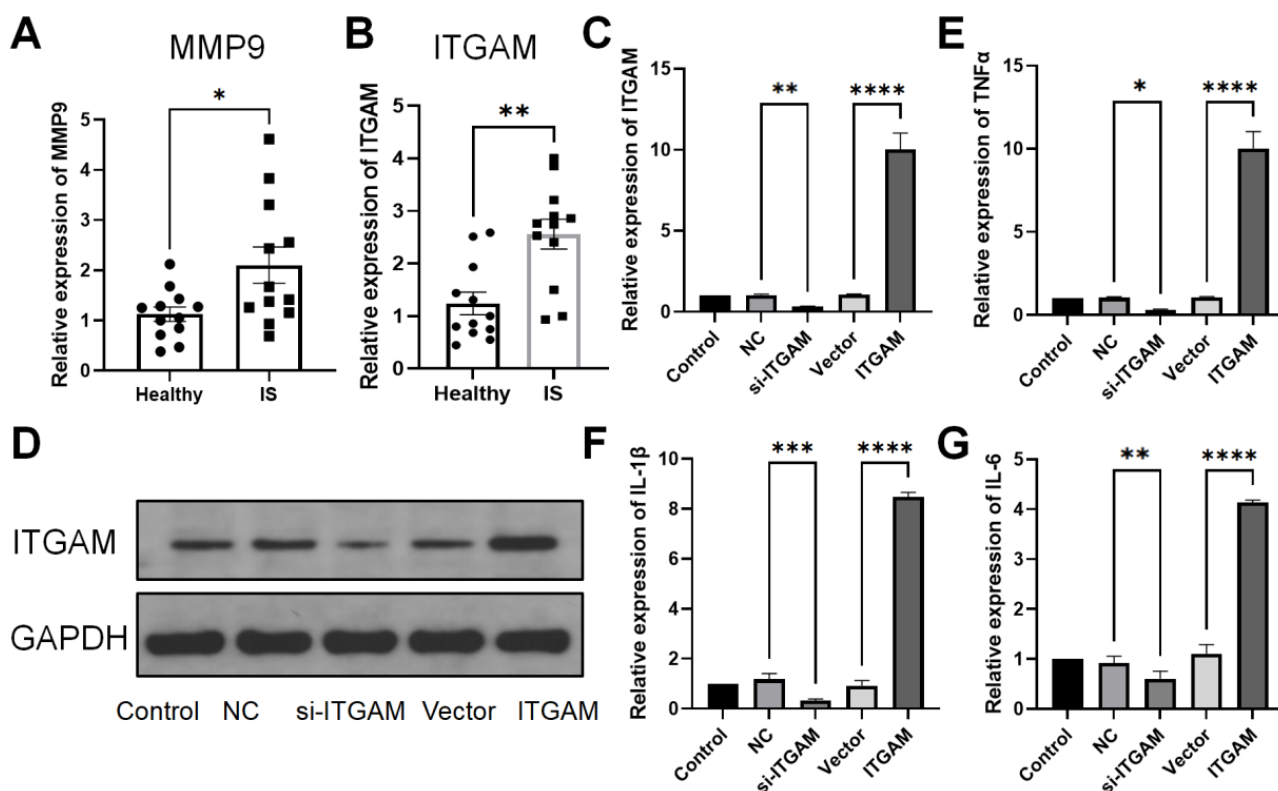 A
MMP9
*
Relative expression of MMP9
5
4
3
2
1
0
Healthy
IS
B
ITGAM
**
Relative expression of ITGAM
5
4
3
2
1
0
Healthy
IS
C
Relative expression of ITGAM
15
10
5
0
**
****
Control
NC
si-ITGAM
Vector
ITGAM
E
Relative expression of TNFα
15
10
5
0
*
****
Control
NC
si-ITGAM
Vector
ITGAM
D
ITGAM
GAPDH
Control NC si-ITGAM Vector ITGAM
F
Relative expression of IL-1β
10
8
6
4
2
0
***
****
Control
NC
si-ITGAM
Vector
ITGAM
G
Relative expression of IL-6
5
4
3
2
1
0
**
****
Control
NC
si-ITGAM
Vector
ITGAM